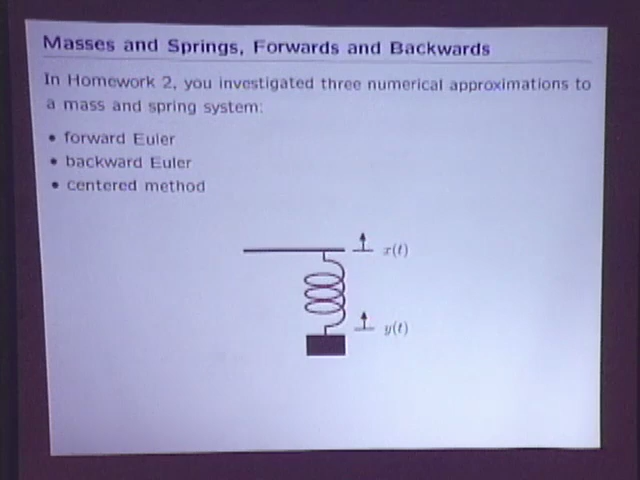 Masses and Springs, Forwards and Backwards
In Homework 2, you investigated three numerical approximations to
a mass and spring system:
• forward Euler
• backward Euler
• centered method
x(t)
y(t)